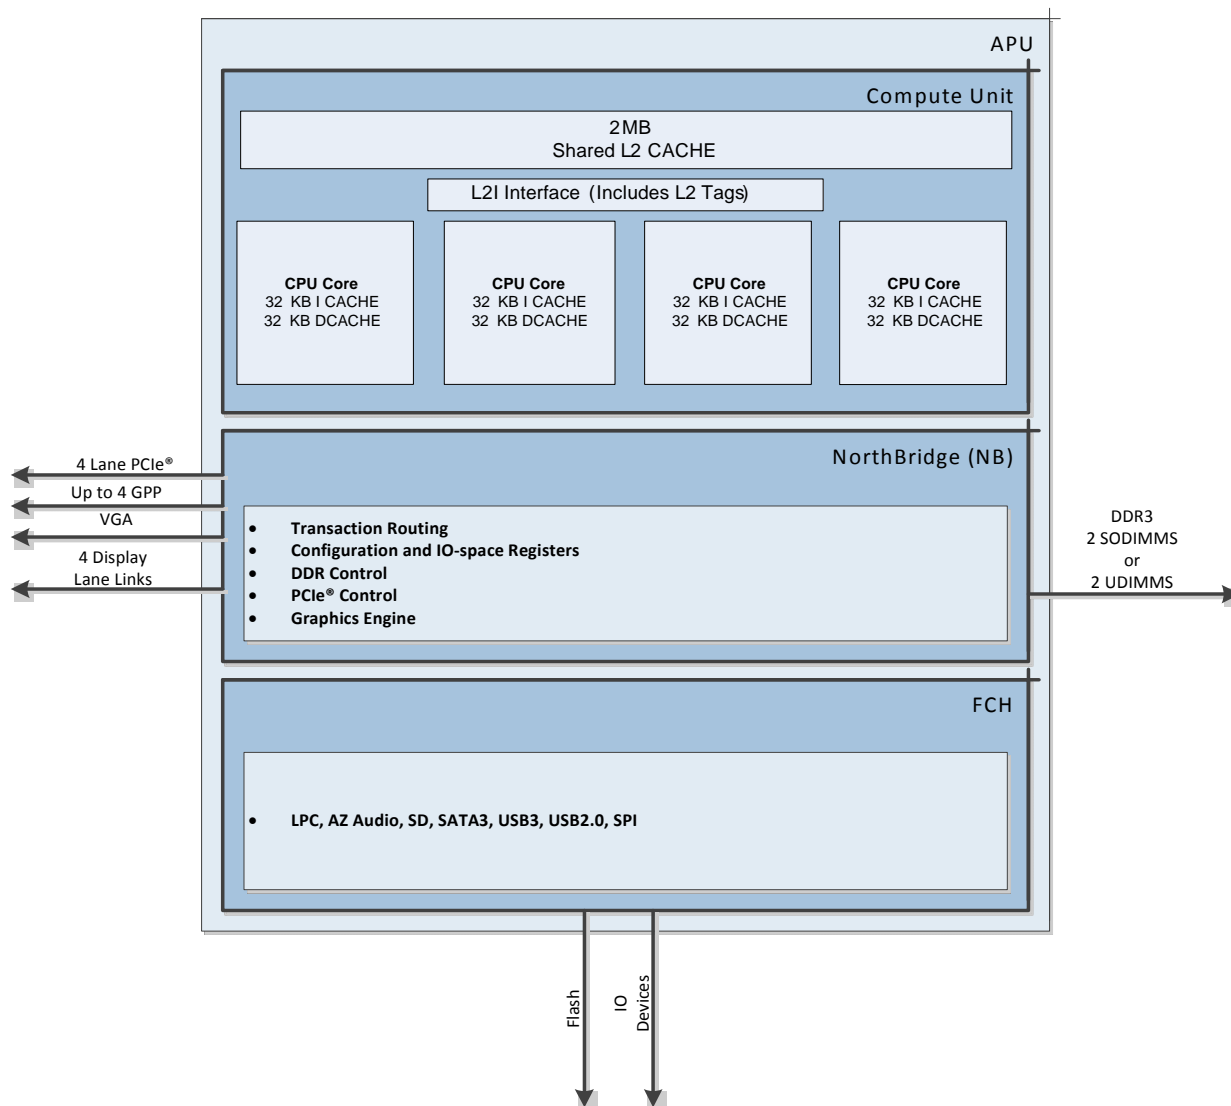 APU
Compute Unit
2MB
Shared L2 CACHE
L2I Interface (Includes L2 Tags)
CPU Core
32 KB I CACHE
32 KB DCACHE
CPU Core
32 KB I CACHE
32 KB DCACHE
CPU Core
32 KB I CACHE
32 KB DCACHE
CPU Core
32 KB I CACHE
32 KB DCACHE
4 Lane PCIe®
Up to 4 GPP
VGA
4 Display
Lane Links
NorthBridge (NB)
• Transaction Routing
• Configuration and IO-space Registers
• DDR Control
• PCIe® Control
• Graphics Engine
DDR3
2 SODIMMS
or
2 UDIMMS
FCH
• LPC, AZ Audio, SD, SATA3, USB3, USB2.0, SPI
Flash
IO
Devices